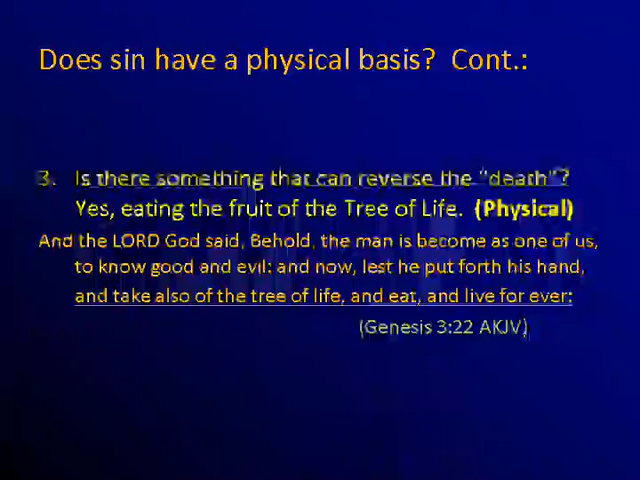 Does sin have a physical basis? Cont.:
3. Is there something that can reverse the "death"?
Yes, eating the fruit of the Tree of Life. (Physical)
And the LORD God said, Behold, the man is become as one of us,
to know good and evil: and now, lest he put forth his hand,
and take also of the tree of life, and eat, and live for ever:
(Genesis 3:22 AKJV)